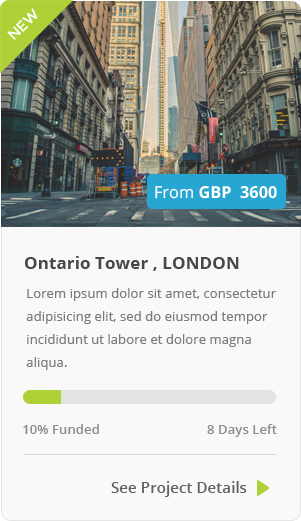 NEW
From GBP 3600
Ontario Tower , LONDON
Lorem ipsum dolor sit amet, consectetur
adipisicing elit, sed do eiusmod tempor
incididunt ut labore et dolore magna
aliqua.
10% Funded
8 Days Left
See Project Details